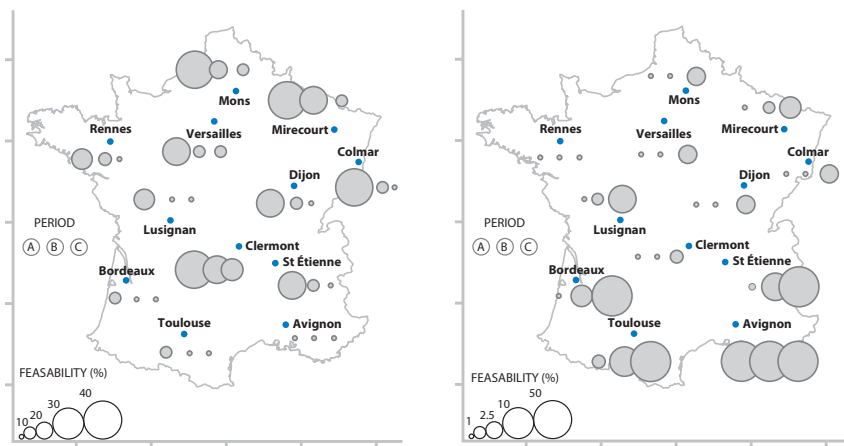 Mons
Rennes
Versailles
Mirecourt
Colmar
Dijon
PERIOD
A B C
Lusignan
Clermont
St Étienne
Bordeaux
Toulouse
Avignon
FEASABILITY (%)
10 20 30 40
Mons
Rennes
Versailles
Mirecourt
Colmar
Dijon
PERIOD
A B C
Lusignan
Clermont
St Étienne
Bordeaux
Toulouse
Avignon
FEASABILITY (%)
1 2.5 10 50